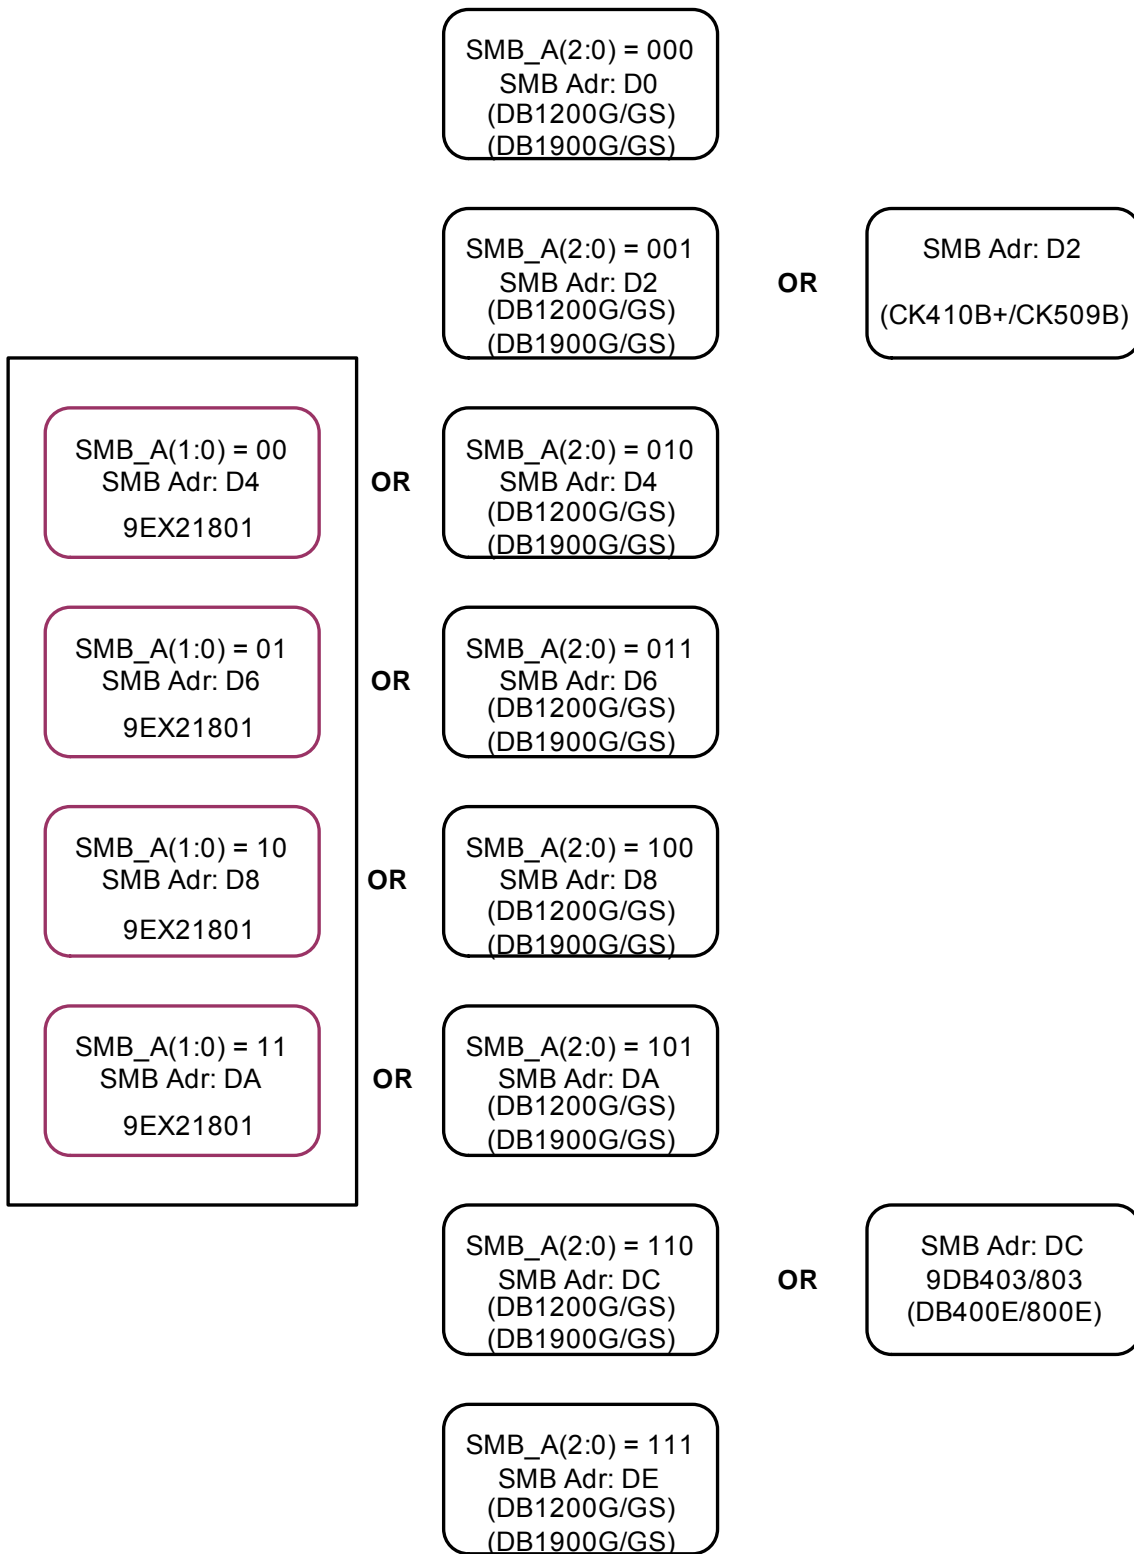 SMB_A(2:0) = 000
SMB Adr: D0
(DB1200G/GS)
(DB1900G/GS)
SMB_A(2:0) = 001
SMB Adr: D2
(DB1200G/GS)
(DB1900G/GS)
OR
SMB Adr: D2
(CK410B+/CK509B)
SMB_A(1:0) = 00
SMB Adr: D4
9EX21801
OR
SMB_A(2:0) = 010
SMB Adr: D4
(DB1200G/GS)
(DB1900G/GS)
SMB_A(1:0) = 01
SMB Adr: D6
9EX21801
OR
SMB_A(2:0) = 011
SMB Adr: D6
(DB1200G/GS)
(DB1900G/GS)
SMB_A(1:0) = 10
SMB Adr: D8
9EX21801
OR
SMB_A(2:0) = 100
SMB Adr: D8
(DB1200G/GS)
(DB1900G/GS)
SMB_A(1:0) = 11
SMB Adr: DA
9EX21801
OR
SMB_A(2:0) = 101
SMB Adr: DA
(DB1200G/GS)
(DB1900G/GS)
SMB_A(2:0) = 110
SMB Adr: DC
(DB1200G/GS)
(DB1900G/GS)
OR
SMB Adr: DC
9DB403/803
(DB400E/800E)
SMB_A(2:0) = 111
SMB Adr: DE
(DB1200G/GS)
(DB1900G/GS)